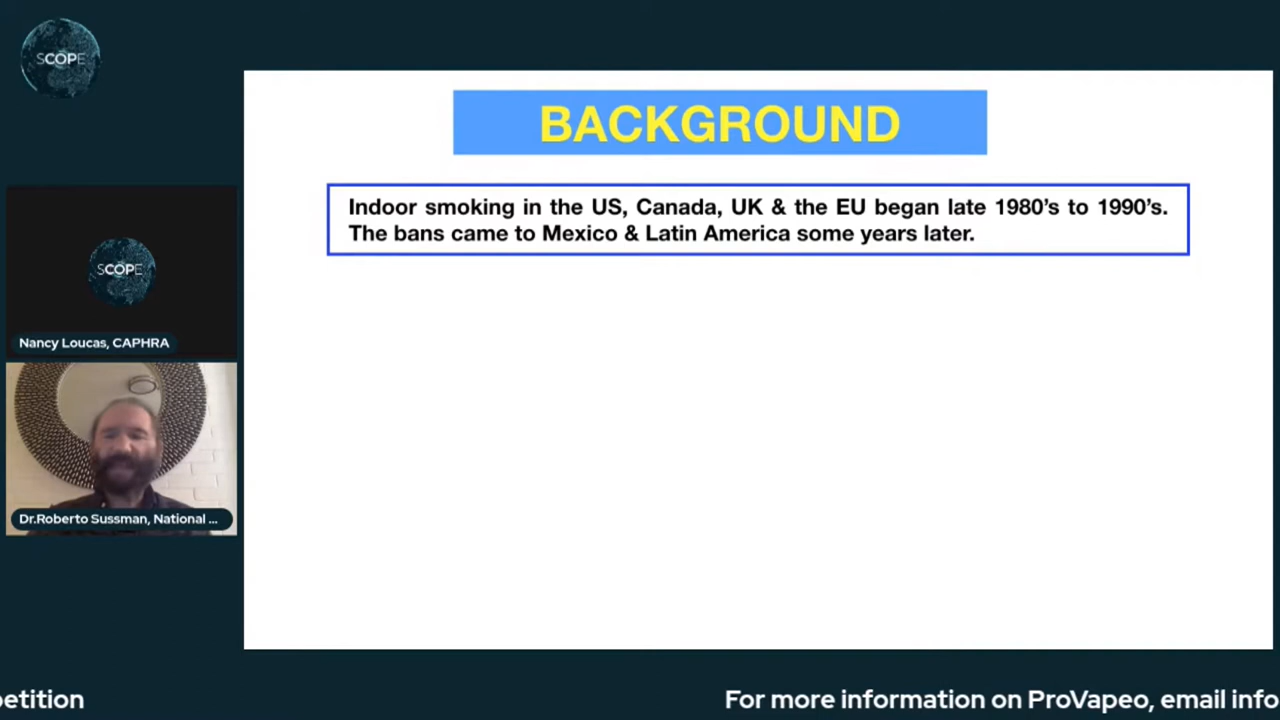 SCOPE
BACKGROUND
Indoor smoking in the US, Canada, UK & the EU began late 1980's to 1990's.
The bans came to Mexico & Latin America some years later.
SCOPE
Nancy Loucas, CAPHRA
Dr.Roberto Sussman, National ...
etition
For more information on ProVapeo, email info